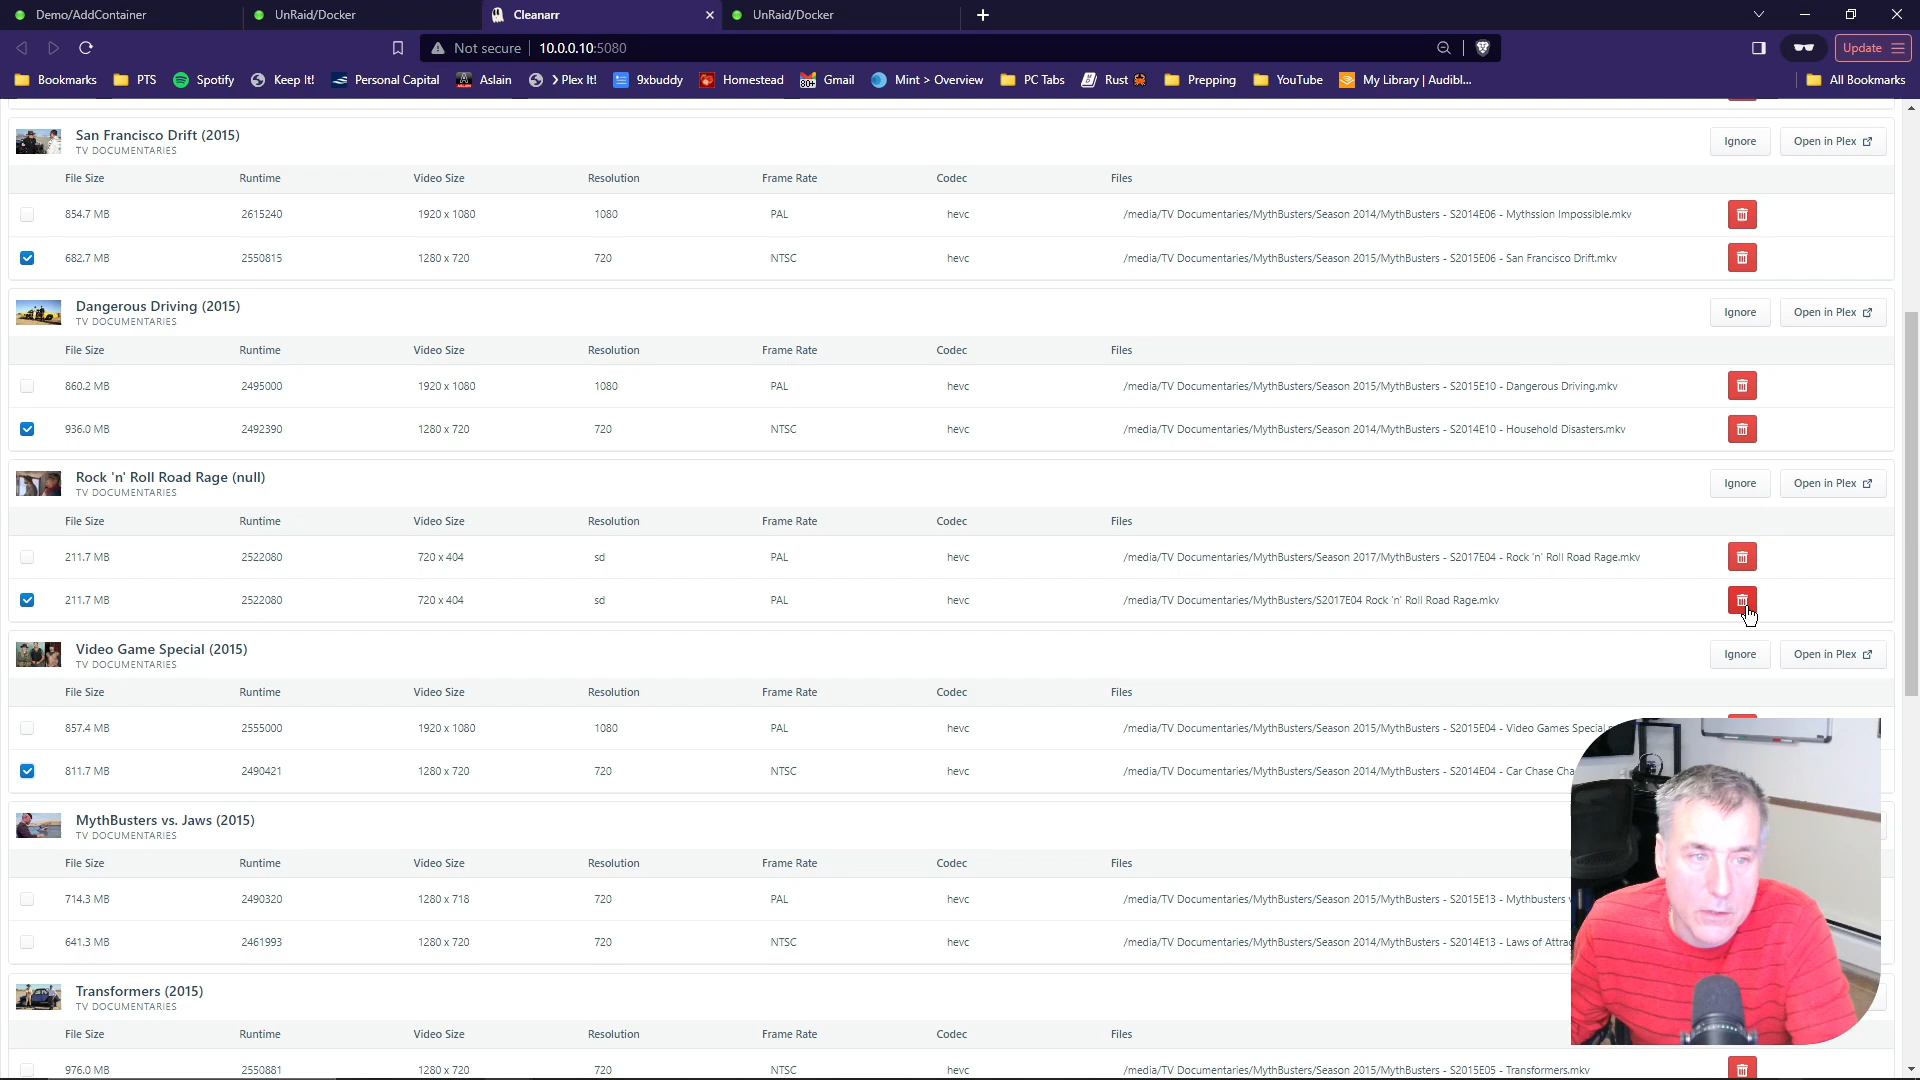 Demo/AddContainer
UnRaid/Docker
Cleanarr
UnRaid/Docker
Not secure 10.0.0.10:5080
Update
Bookmarks PTS Spotify Keep It! Personal Capital Aslain > Plex It! 9xbuddy Homestead Gmail Mint > Overview PC Tabs Rust Prepping YouTube My Library | Audibl... All Bookmarks
San Francisco Drift (2015)
TV DOCUMENTARIES
Ignore Open in Plex
File Size Runtime Video Size Resolution Frame Rate Codec Files
854.7 MB 2615240 1920 x 1080 1080 PAL hevc /media/TV Documentaries/MythBusters/Season 2014/MythBusters - S2014E06 - Mythssion Impossible.mkv
682.7 MB 2550815 1280 x 720 720 NTSC hevc /media/TV Documentaries/MythBusters/Season 2015/MythBusters - S2015E06 - San Francisco Drift.mkv
Dangerous Driving (2015)
TV DOCUMENTARIES
Ignore Open in Plex
File Size Runtime Video Size Resolution Frame Rate Codec Files
860.2 MB 2495000 1920 x 1080 1080 PAL hevc /media/TV Documentaries/MythBusters/Season 2015/MythBusters - S2015E10 - Dangerous Driving.mkv
936.0 MB 2492390 1280 x 720 720 NTSC hevc /media/TV Documentaries/MythBusters/Season 2014/MythBusters - S2014E10 - Household Disasters.mkv
Rock 'n' Roll Road Rage (null)
TV DOCUMENTARIES
Ignore Open in Plex
File Size Runtime Video Size Resolution Frame Rate Codec Files
211.7 MB 2522080 720 x 404 sd PAL hevc /media/TV Documentaries/MythBusters/Season 2017/MythBusters - S2017E04 - Rock 'n' Roll Road Rage.mkv
211.7 MB 2522080 720 x 404 sd PAL hevc /media/TV Documentaries/MythBusters/S2017E04 Rock 'n' Roll Road Rage.mkv
Video Game Special (2015)
TV DOCUMENTARIES
Ignore Open in Plex
File Size Runtime Video Size Resolution Frame Rate Codec Files
857.4 MB 2555000 1920 x 1080 1080 PAL hevc /media/TV Documentaries/MythBusters/Season 2015/MythBusters - S2015E04 - Video Games Special
811.7 MB 2490421 1280 x 720 720 NTSC hevc /media/TV Documentaries/MythBusters/Season 2014/MythBusters - S2014E04 - Car Chase Cha
MythBusters vs. Jaws (2015)
TV DOCUMENTARIES
File Size Runtime Video Size Resolution Frame Rate Codec Files
714.3 MB 2490320 1280 x 718 720 PAL hevc /media/TV Documentaries/MythBusters/Season 2015/MythBusters - S2015E13 - Mythbusters
641.3 MB 2461993 1280 x 720 720 NTSC hevc /media/TV Documentaries/MythBusters/Season 2014/MythBusters - S2014E13 - Laws of Attrac
Transformers (2015)
TV DOCUMENTARIES
File Size Runtime Video Size Resolution Frame Rate Codec Files
976.0 MB 2550881 1280 x 720 720 NTSC hevc /media/TV Documentaries/MythBusters/Season 2015/MythBusters - S2015E05 - Transformers.mkv